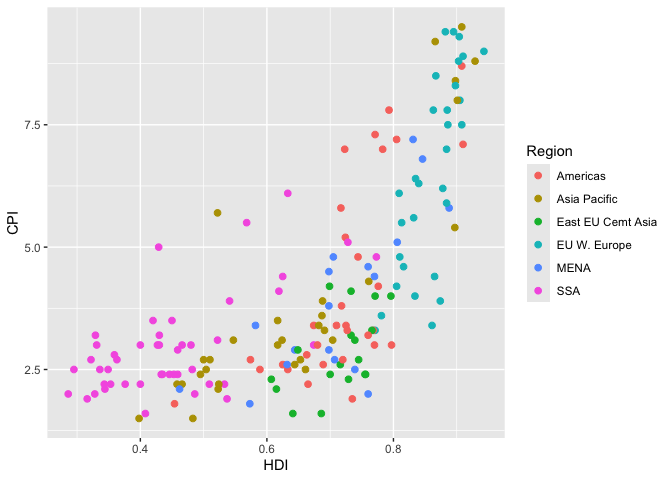 7.5
5.0
2.5
CPI
0.4
0.6
0.8
HDI
Region
Americas
Asia Pacific
East EU Cemt Asia
EU W. Europe
MENA
SSA